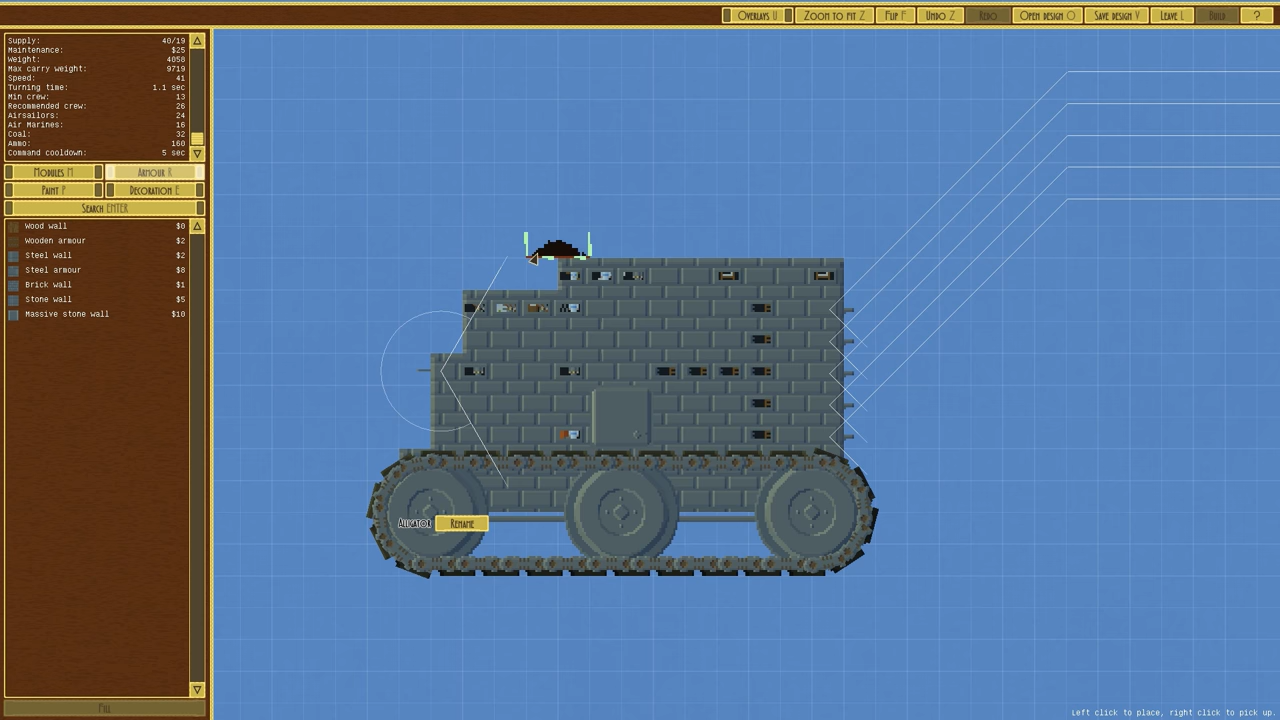 Overlays U
Zoom to fit Z
Flip F
Undo Z
Redo
Open design O
Save design V
Leave L
Build
?
Supply: 40/19
Maintenance: $25
Weight: 4058
Max carry weight: 9719
Speed: 41
Turning time: 1.1 sec
Min crew: 13
Recommended crew: 26
Airsailors: 24
Air Marines: 16
Coal: 32
Ammo: 160
Command cooldown: 5 sec
Modules M
Armour K
Paint P
Decoration E
Search ENTER
Wood wall $0
Wooden armour $2
Steel wall $2
Steel armour $8
Brick wall $1
Stone wall $5
Massive stone wall $10
Alligator
Rename
Fill
Left click to place, right click to pick up.